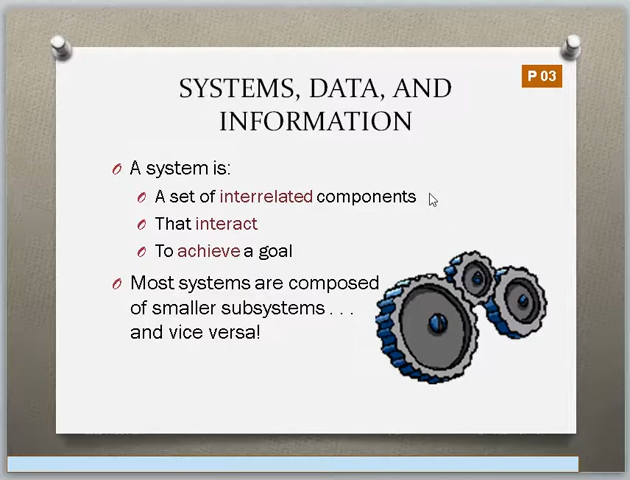 P 03
SYSTEMS, DATA, AND
INFORMATION
A system is:
A set of interrelated components
That interact
To achieve a goal
Most systems are composed
of smaller subsystems . . .
and vice versa!